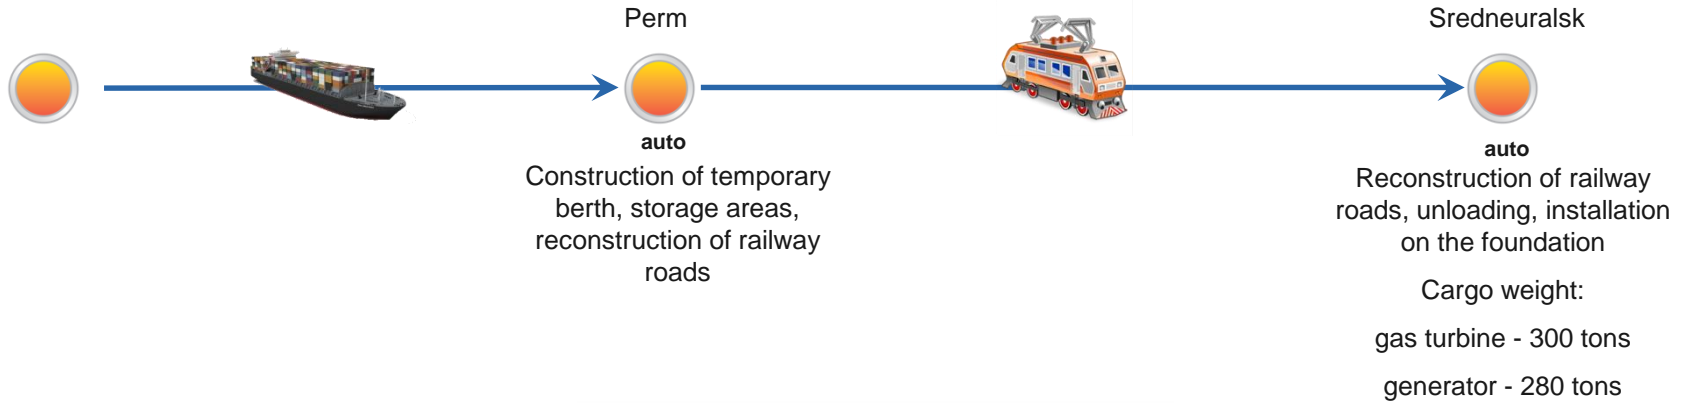 Perm
auto
Construction of temporary
berth, storage areas,
reconstruction of railway
roads
Sredneuralsk
auto
Reconstruction of railway
roads, unloading, installation
on the foundation
Cargo weight:
gas turbine - 300 tons
generator - 280 tons